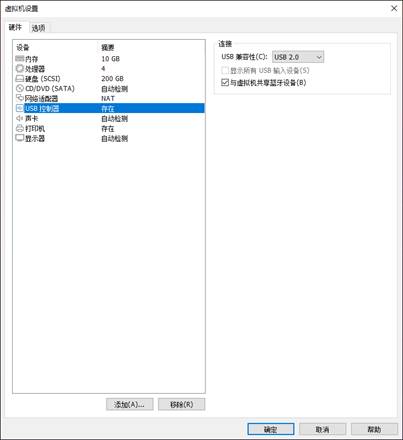 虚拟机设置
硬件 选项
设备 摘要
内存 10 GB
处理器 4
硬盘 (SCSI) 200 GB
CD/DVD (SATA) 自动检测
网络适配器 NAT
USB 控制器 存在
声卡 自动检测
打印机 存在
显示器 自动检测
添加(A)... 移除(R)
连接
USB 兼容性(C): USB 2.0
显示所有 USB 输入设备(S)
与虚拟机共享蓝牙设备(B)
确定 取消 帮助